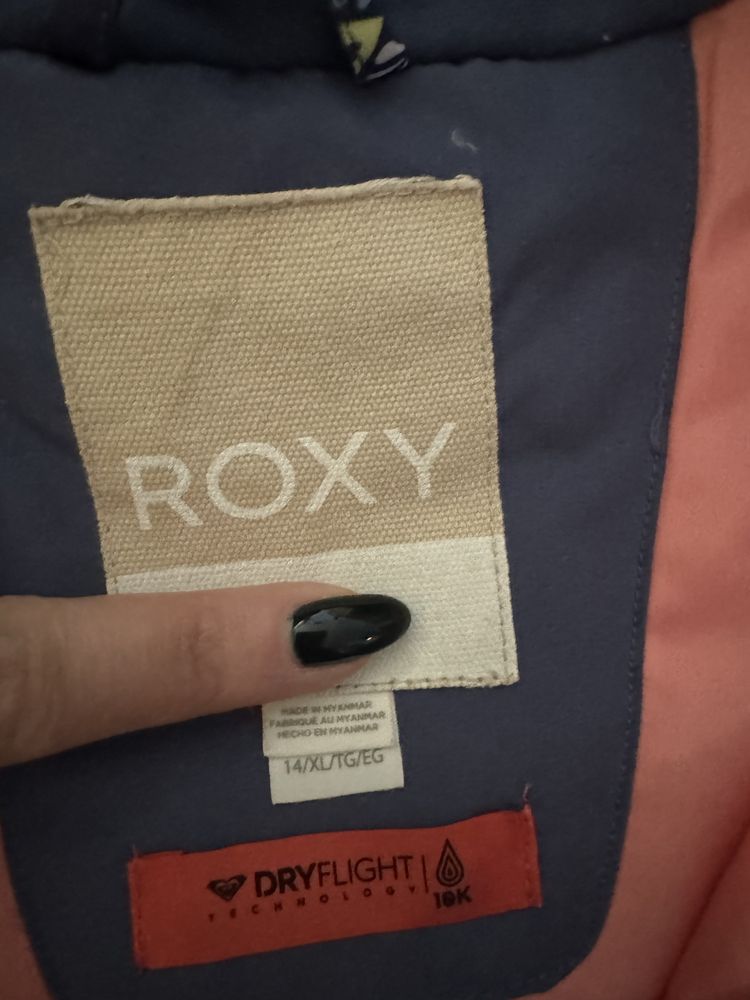 ROXY
MADE IN MYANMAR
FABRIQUÉ AU MYANMAR
HECHO EN MYANMAR
14/XL/TG/EG
DRYFLIGHT
TECHNOLOGY
10K